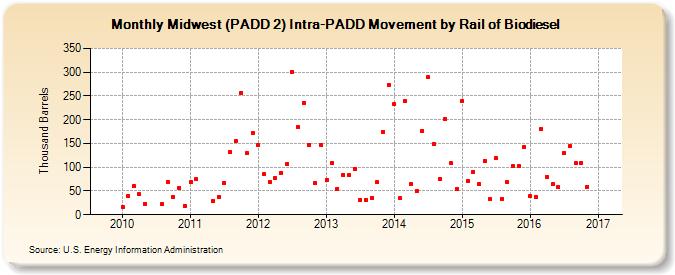 Monthly Midwest (PADD 2) Intra-PADD Movement by Rail of Biodiesel
Thousand Barrels
350
300
250
200
150
100
50
0
2010 2011 2012 2013 2014 2015 2016 2017
Source: U.S. Energy Information Administration